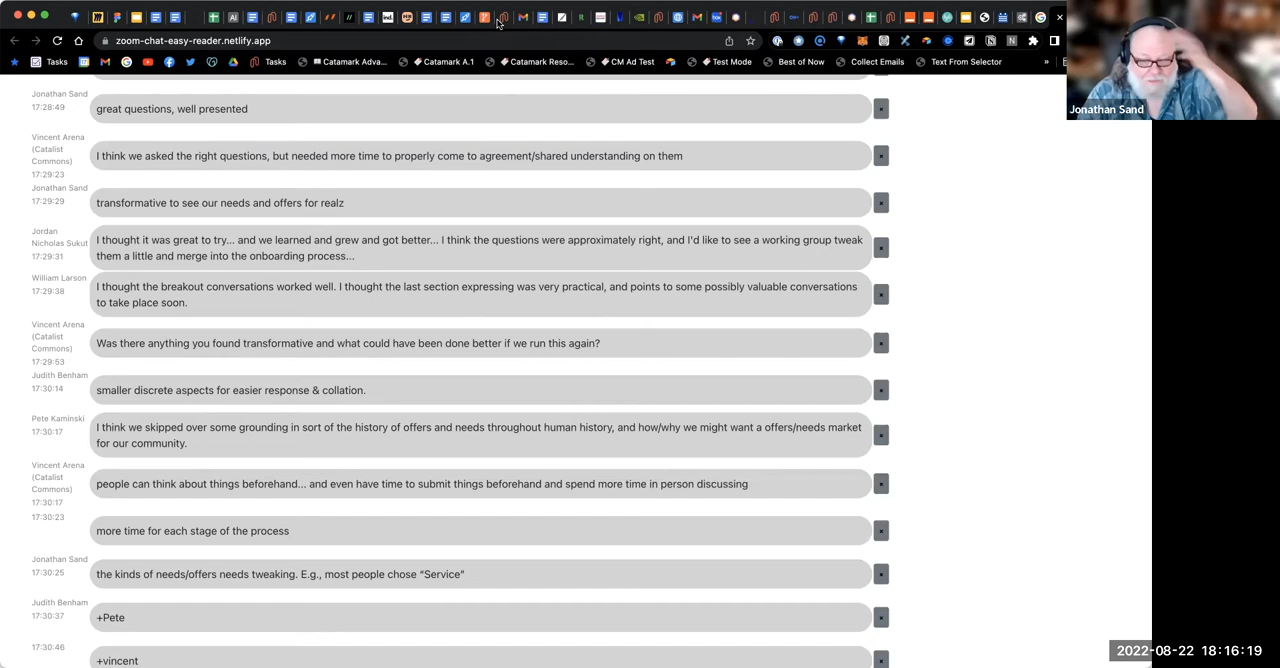 zoom-chat-easy-reader.netlify.app
Tasks
Tasks
Catamark Adva...
Catamark A.1
Catamark Reso...
CM Ad Test
Test Mode
Best of Now
Collect Emails
Text From Selector
»
Jonathan Sand
Jonathan Sand
17:28:49
great questions, well presented
Vincent Arena
(Catalist
Commons)
17:29:23
I think we asked the right questions, but needed more time to properly come to agreement/shared understanding on them
Jonathan Sand
17:29:29
transformative to see our needs and offers for realz
Jordan
Nicholas Sukut
17:29:31
I thought it was great to try... and we learned and grew and got better... I think the questions were approximately right, and I'd like to see a working group tweak
them a little and merge into the onboarding process...
William Larson
17:29:38
I thought the breakout conversations worked well. I thought the last section expressing was very practical, and points to some possibly valuable conversations
to take place soon.
Vincent Arena
(Catalist
Commons)
17:29:53
Was there anything you found transformative and what could have been done better if we run this again?
Judith Benham
17:30:14
smaller discrete aspects for easier response & collation.
Pete Kaminski
17:30:17
I think we skipped over some grounding in sort of the history of offers and needs throughout human history, and how/why we might want a offers/needs market
for our community.
Vincent Arena
(Catalist
Commons)
17:30:17
people can think about things beforehand... and even have time to submit things beforehand and spend more time in person discussing
17:30:23
more time for each stage of the process
Jonathan Sand
17:30:25
the kinds of needs/offers needs tweaking. E.g., most people chose “Service”
Judith Benham
17:30:37
+Pete
17:30:46
+vincent
2022-08-22 18:16:19